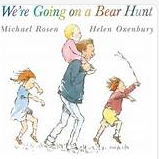 We're Going on a Bear Hunt
Michael Rosen Helen Oxenbury